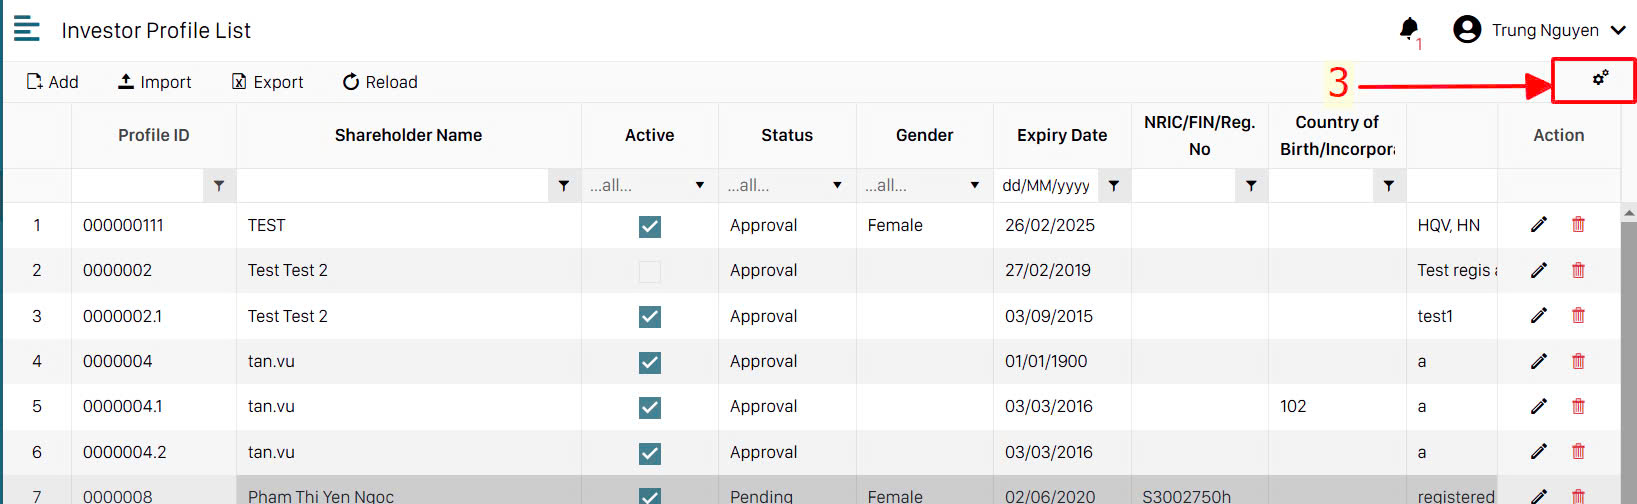 Investor Profile List
1
Trung Nguyen
Add Import Export Reload
3
Profile ID Shareholder Name Active Status Gender Expiry Date NRIC/FIN/Reg. No Country of Birth/Incorpora Action
...all... ...all... ...all... dd/MM/yyyy
1 000000111 TEST Approval Female 26/02/2025 HQV, HN
2 0000002 Test Test 2 Approval 27/02/2019 Test regis a
3 0000002.1 Test Test 2 Approval 03/09/2015 test1
4 0000004 tan.vu Approval 01/01/1900 a
5 0000004.1 tan.vu Approval 03/03/2016 102 a
6 0000004.2 tan.vu Approval 03/03/2016 a
7 0000008 Pham Thi Yen Ngoc Pending Female 02/06/2020 S3002750h registered